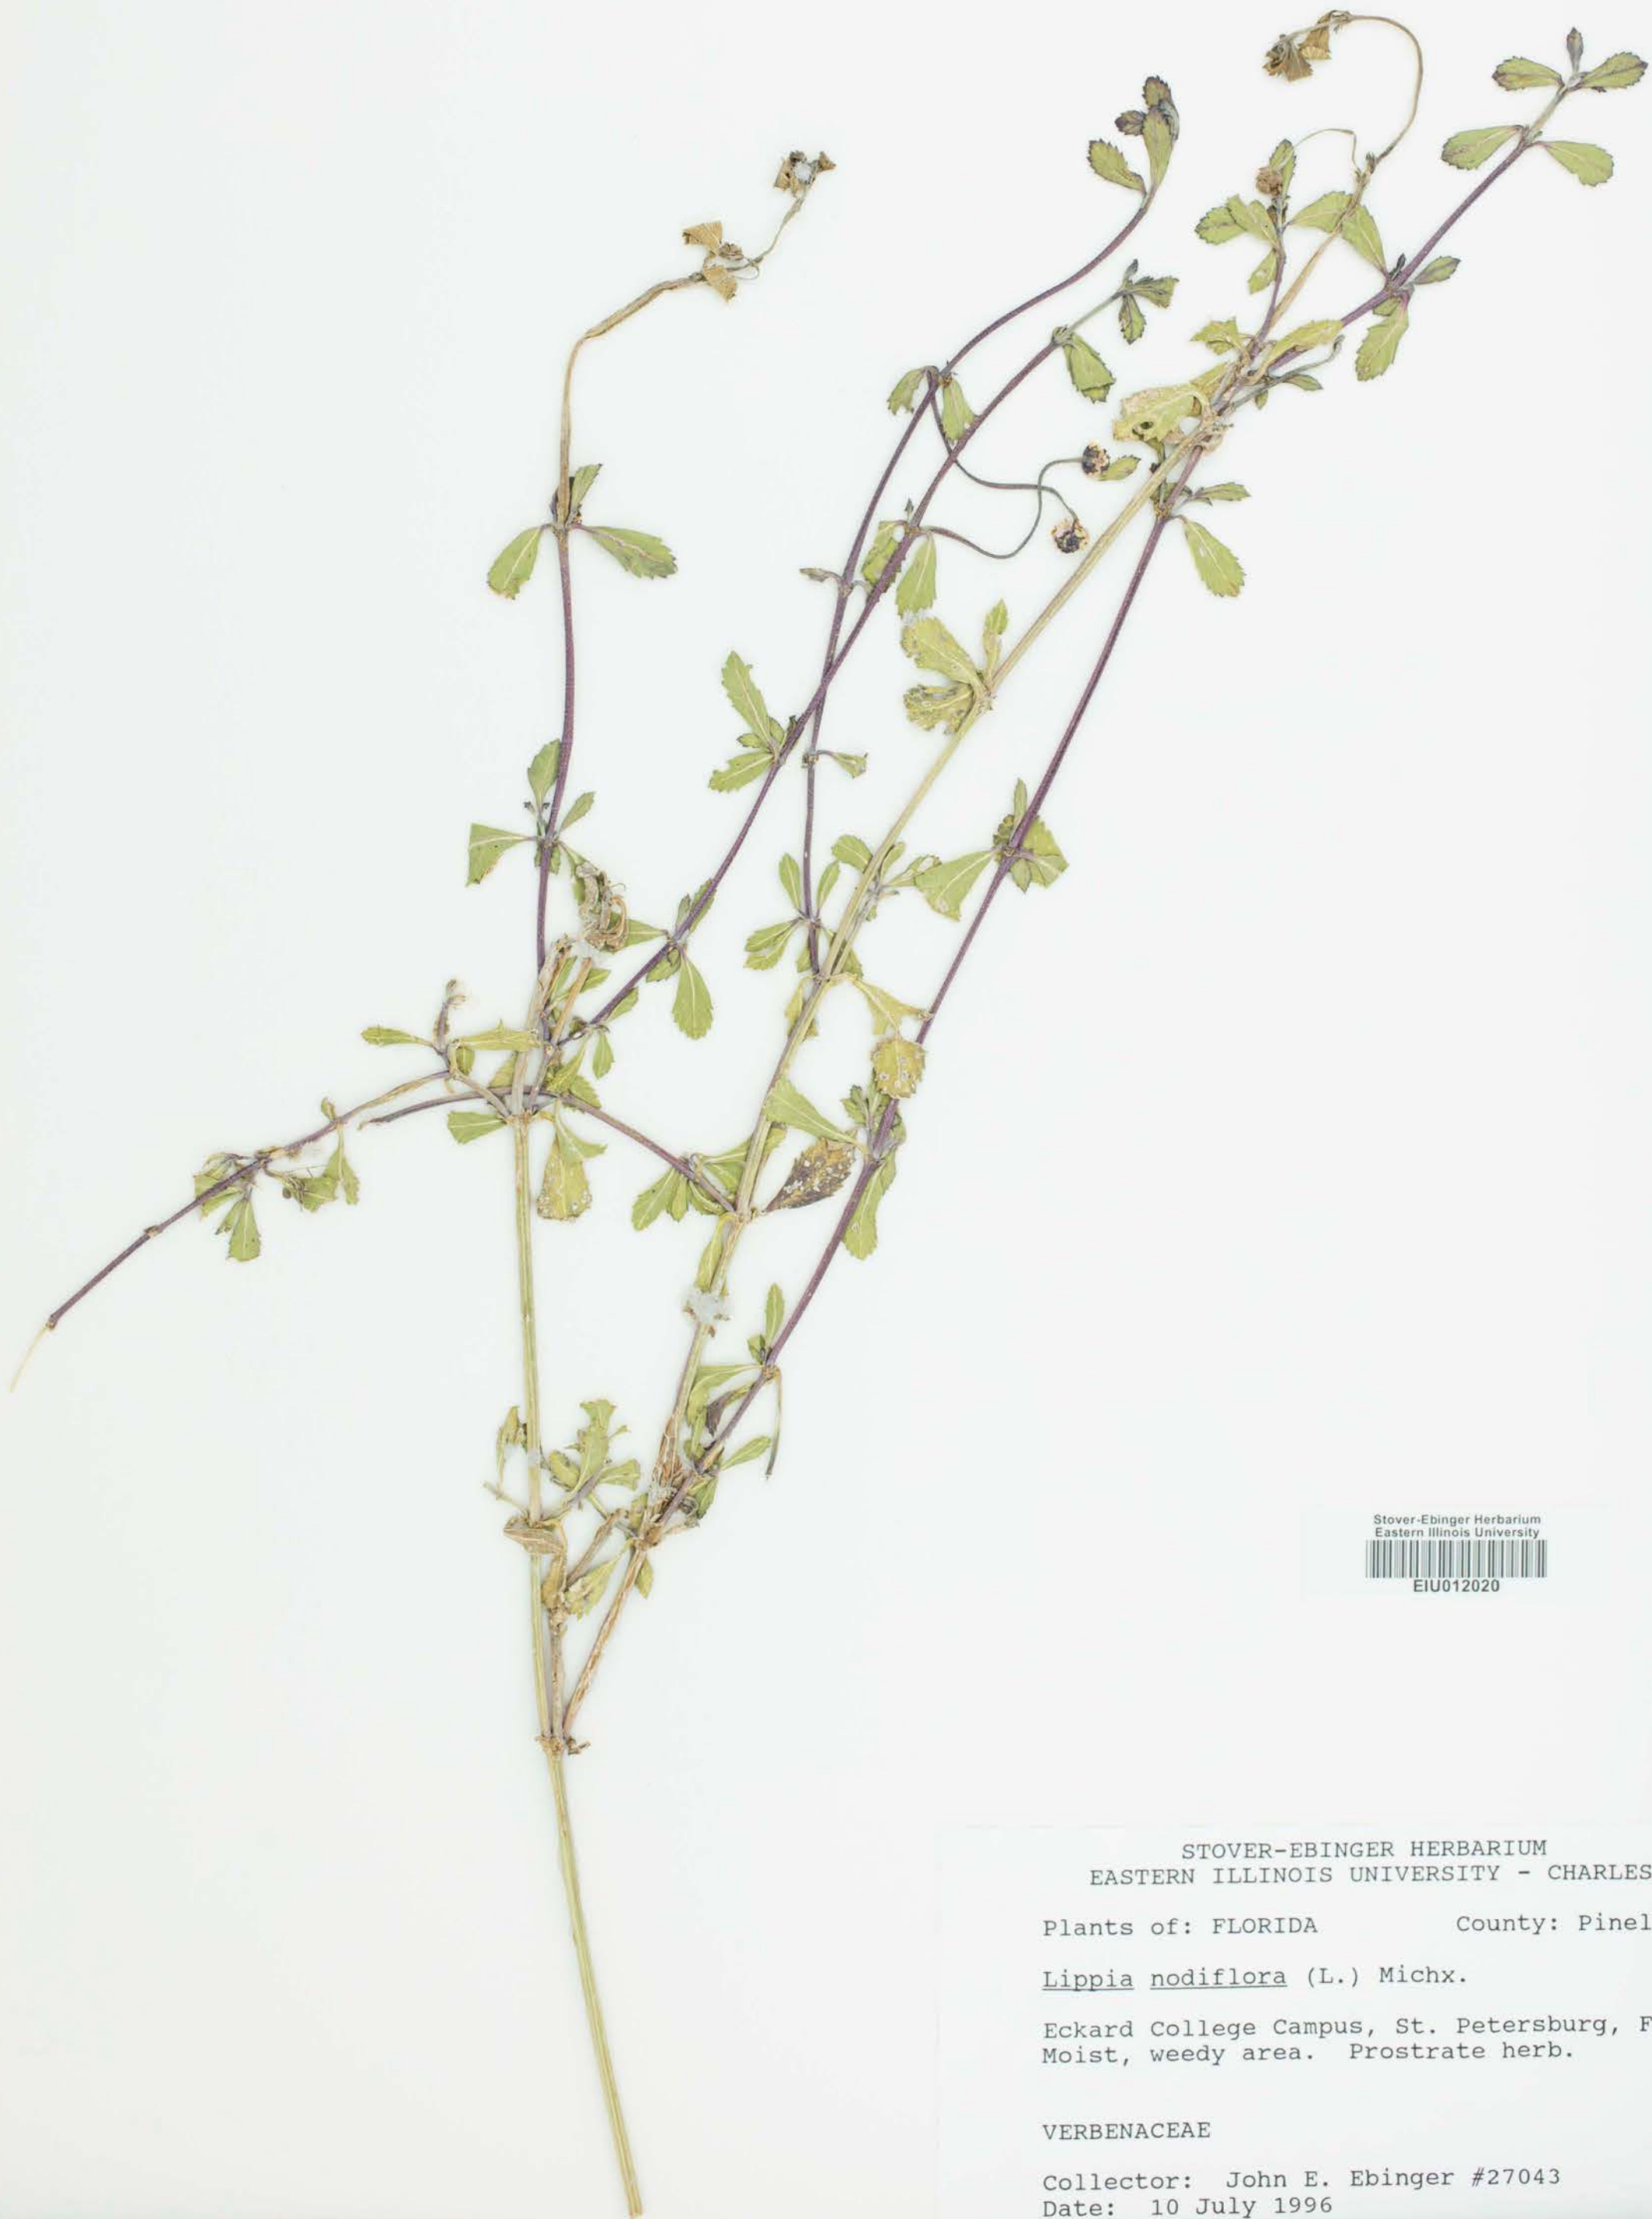 Stover-Ebinger Herbarium
Eastern Illinois University
EIU012020
STOVER-EBINGER HERBARIUM
EASTERN ILLINOIS UNIVERSITY - CHARLES
Plants of: FLORIDA County: Pinel
Lippia nodiflora (L.) Michx.
Eckard College Campus, St. Petersburg, F
Moist, weedy area. Prostrate herb.
VERBENACEAE
Collector: John E. Ebinger #27043
Date: 10 July 1996